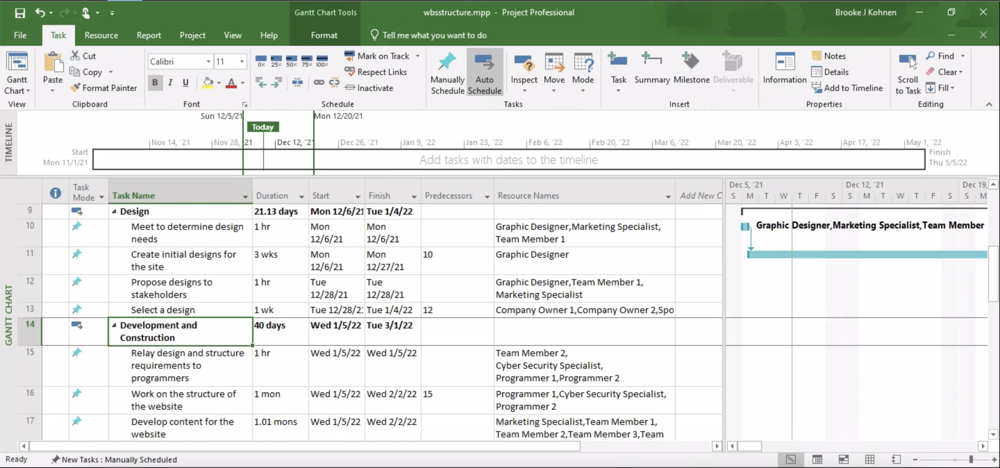 Gantt Chart Tools
wbsstructure.mpp - Project Professional
Brooke J Kohnen
File Task Resource Report Project View Help Format Tell me what you want to do
Gantt Chart
Paste
Cut
Copy
Format Painter
Calibri 11
B I U A
0% 25% 50% 75% 100%
Mark on Track
Respect Links
Inactivate
Manually Schedule
Auto Schedule
Inspect
Move
Mode
Task
Summary
Milestone
Deliverable
Information
Notes
Details
Add to Timeline
Scroll to Task
Find
Clear
Fill
View Clipboard Font Schedule Tasks Insert Properties Editing
TIMELINE
Sun 12/5/21 Mon 12/20/21
Today
Nov 14, '21 Nov 28, 21 Dec 12, '21 Dec 26, '21 Jan 9, '22 Jan 23, '22 Feb 6, '22 Feb 20, '22 Mar 6, '22 Mar 20, '22 Apr 3, '22 Apr 17, '22 May 1, '22
Start
Mon 11/1/21
Add tasks with dates to the timeline
Finish
Thu 5/5/22
GANTT CHART
Task Mode Task Name Duration Start Finish Predecessors Resource Names Add New C
Dec 5, '21 Dec 12, '21 Dec 19,
S M T W T F S S M T W T F S S M
9 Design 21.13 days Mon 12/6/21 Tue 1/4/22
10 Meet to determine design needs 1 hr Mon 12/6/21 Mon 12/6/21 Graphic Designer,Marketing Specialist, Team Member 1
Graphic Designer,Marketing Specialist,Team Member
11 Create initial designs for the site 3 wks Mon 12/6/21 Mon 12/27/21 10 Graphic Designer
12 Propose designs to stakeholders 1 hr Tue 12/28/21 Tue 12/28/21 Graphic Designer,Team Member 1, Marketing Specialist
13 Select a design 1 wk Tue 12/28/21 Tue 1/4/22 12 Company Owner 1,Company Owner 2,Spo
14 Development and Construction 40 days Wed 1/5/22 Tue 3/1/22
15 Relay design and structure requirements to programmers 1 hr Wed 1/5/22 Wed 1/5/22 Team Member 2, Cyber Security Specialist, Programmer 1,Programmer 2
16 Work on the structure of the website 1 mon Wed 1/5/22 Wed 2/2/22 15 Programmer 1,Cyber Security Specialist, Programmer 2
17 Develop content for the website 1.01 mons Wed 1/5/22 Wed 2/2/22 Marketing Specialist,Team Member 1, Team Member 2,Team Member 3,Team
Ready New Tasks : Manually Scheduled